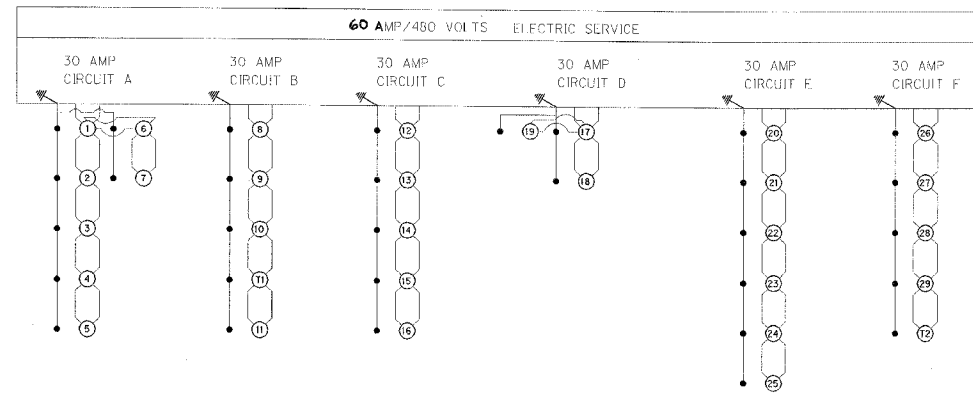 60 AMP/480 VOLTS ELECTRIC SERVICE
30 AMP
CIRCUIT A
30 AMP
CIRCUIT B
30 AMP
CIRCUIT C
30 AMP
CIRCUIT D
30 AMP
CIRCUIT E
30 AMP
CIRCUIT F
1
6
2
7
3
4
5
8
9
10
T1
11
12
13
14
15
16
19
17
18
20
21
22
23
24
25
26
27
28
29
T2